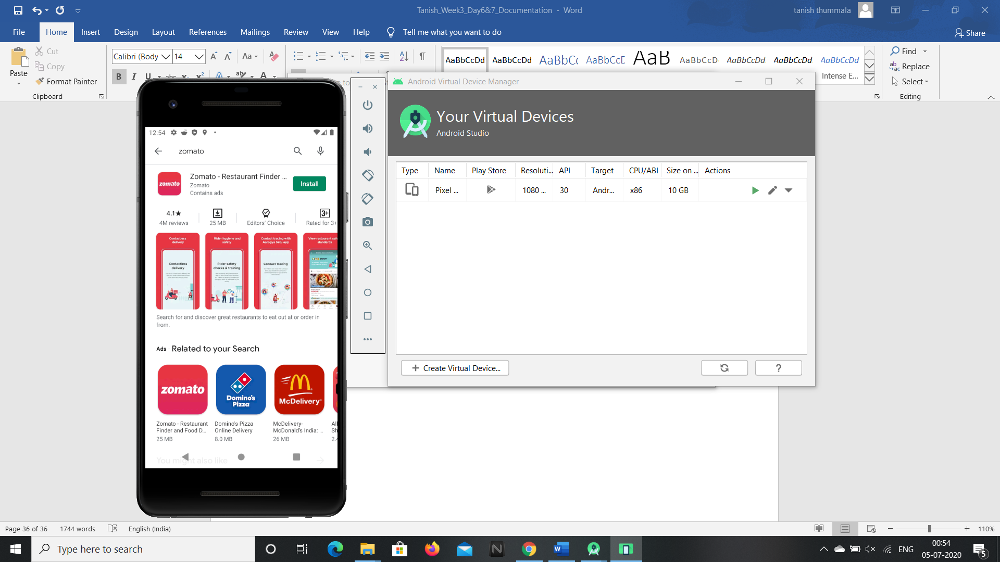 Tanish_Week3_Day6&7_Documentation - Word
tanish thummala
File
Home
Insert
Design
Layout
References
Mailings
Review
View
Help
Tell me what you want to do
Share
Paste
Cut
Copy
Format Painter
Clipboard
Calibri (Body
14
Aa
B
I
U
abc
AaBbCcDd
AaBbCcDd
AaBbCc
AaBbCcD
AaB
AaBbCcD
AaBbCcDd
AaBbCcDd
AaBbCcDd
Intense E...
Find
Replace
Select
Editing
Android Virtual Device Manager
Your Virtual Devices
Android Studio
Type
Name
Play Store
Resoluti...
API
Target
CPU/ABI
Size on ...
Actions
Pixel ...
1080 ...
30
Andr...
x86
10 GB
Create Virtual Device...
?
12:54
zomato
zomato
Zomato - Restaurant Finder ...
Zomato
Contains ads
Install
4.1★
4M reviews
25 MB
Editors' Choice
3+
Rated for 3+
Contactless
delivery
Rider hygiene and
safety
Contact tracing with
Aarogya Setu app
View restaurant safe
standards
Contactless
delivery
Rider safety
checks & training
Contact tracing
Search for and discover great restaurants to eat out at or order in
from.
Ads · Related to your Search
zomato
Domino's
Pizza
McDelivery
Zomato - Restaurant
Finder and Food D...
25 MB
Domino's Pizza
Online Delivery
8.0 MB
McDelivery-
McDonald's India: ...
26 MB
You might also like
Page 36 of 36
1744 words
English (India)
110%
Type here to search
ENG
00:54
05-07-2020
5